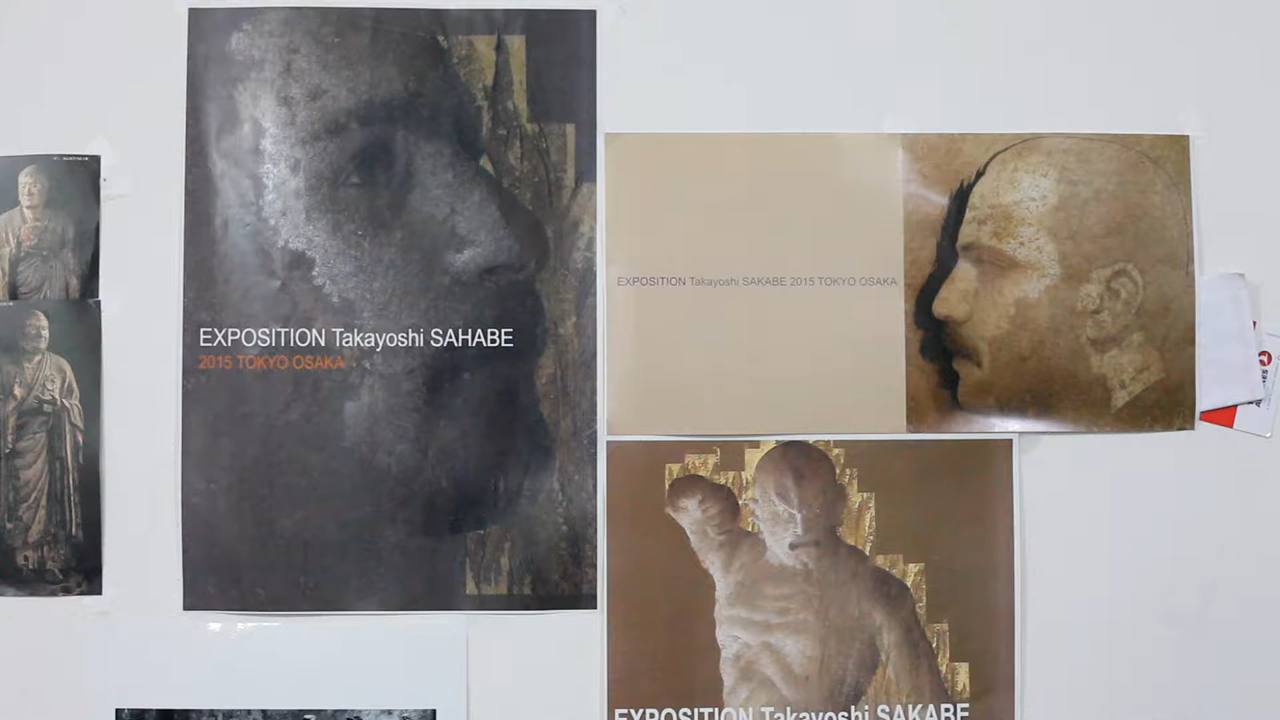 EXPOSITION Takayoshi SAHABE
2015 TOKYO OSAKA
EXPOSITION Takayoshi SAKABE 2015 TOKYO OSAKA
EXPOSITION Takayoshi SAKABE